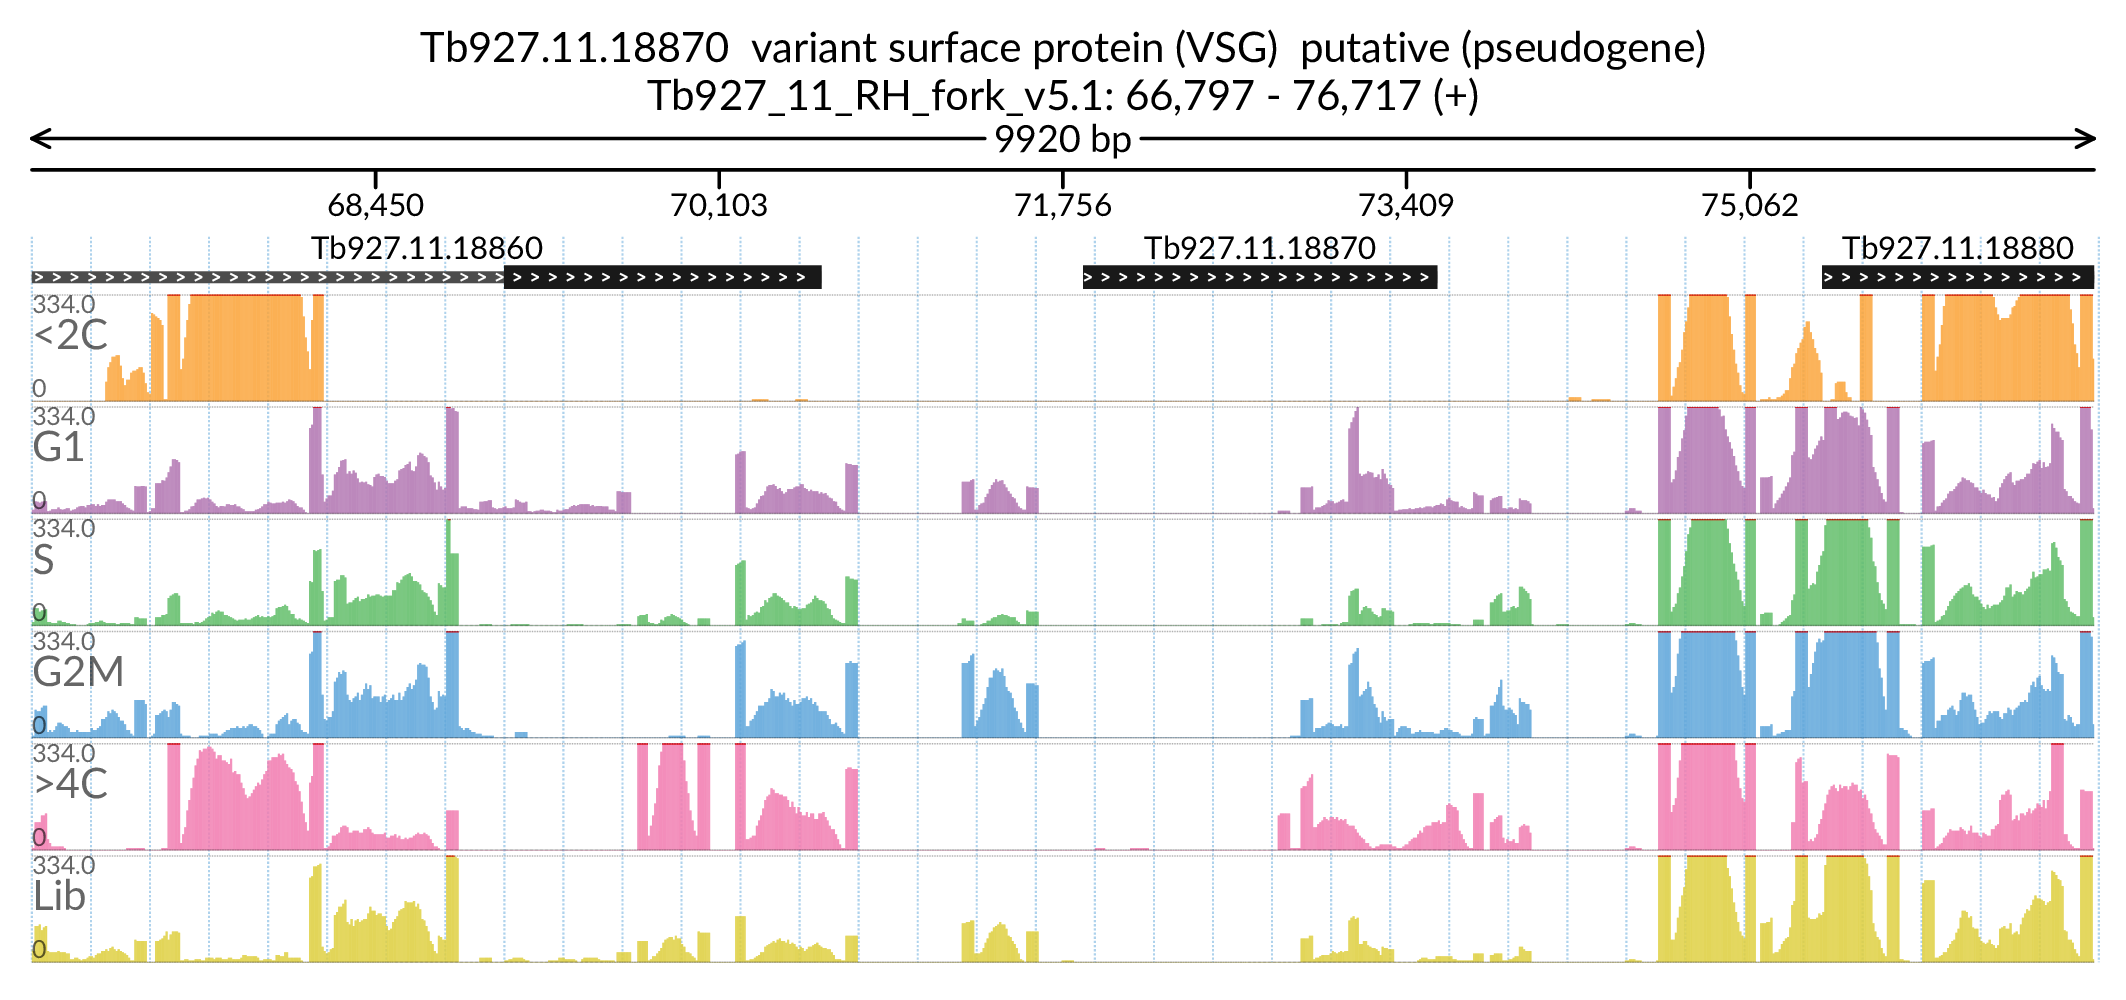 Tb927.11.18870 variant surface protein (VSG) putative (pseudogene)
Tb927_11_RH_fork_v5.1: 66,797 - 76,717 (+)
9920 bp
68,450 70,103 71,756 73,409 75,062
Tb927.11.18860 Tb927.11.18870 Tb927.11.18880
334.0
<2C
0
334.0
G1
0
334.0
S
0
334.0
G2M
0
334.0
>4C
0
334.0
Lib
0